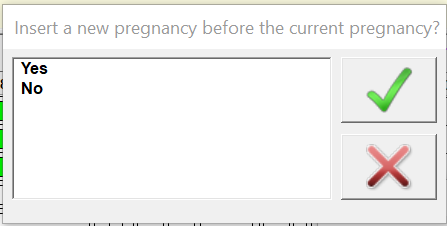 Insert a new pregnancy before the current pregnancy?
Yes
No